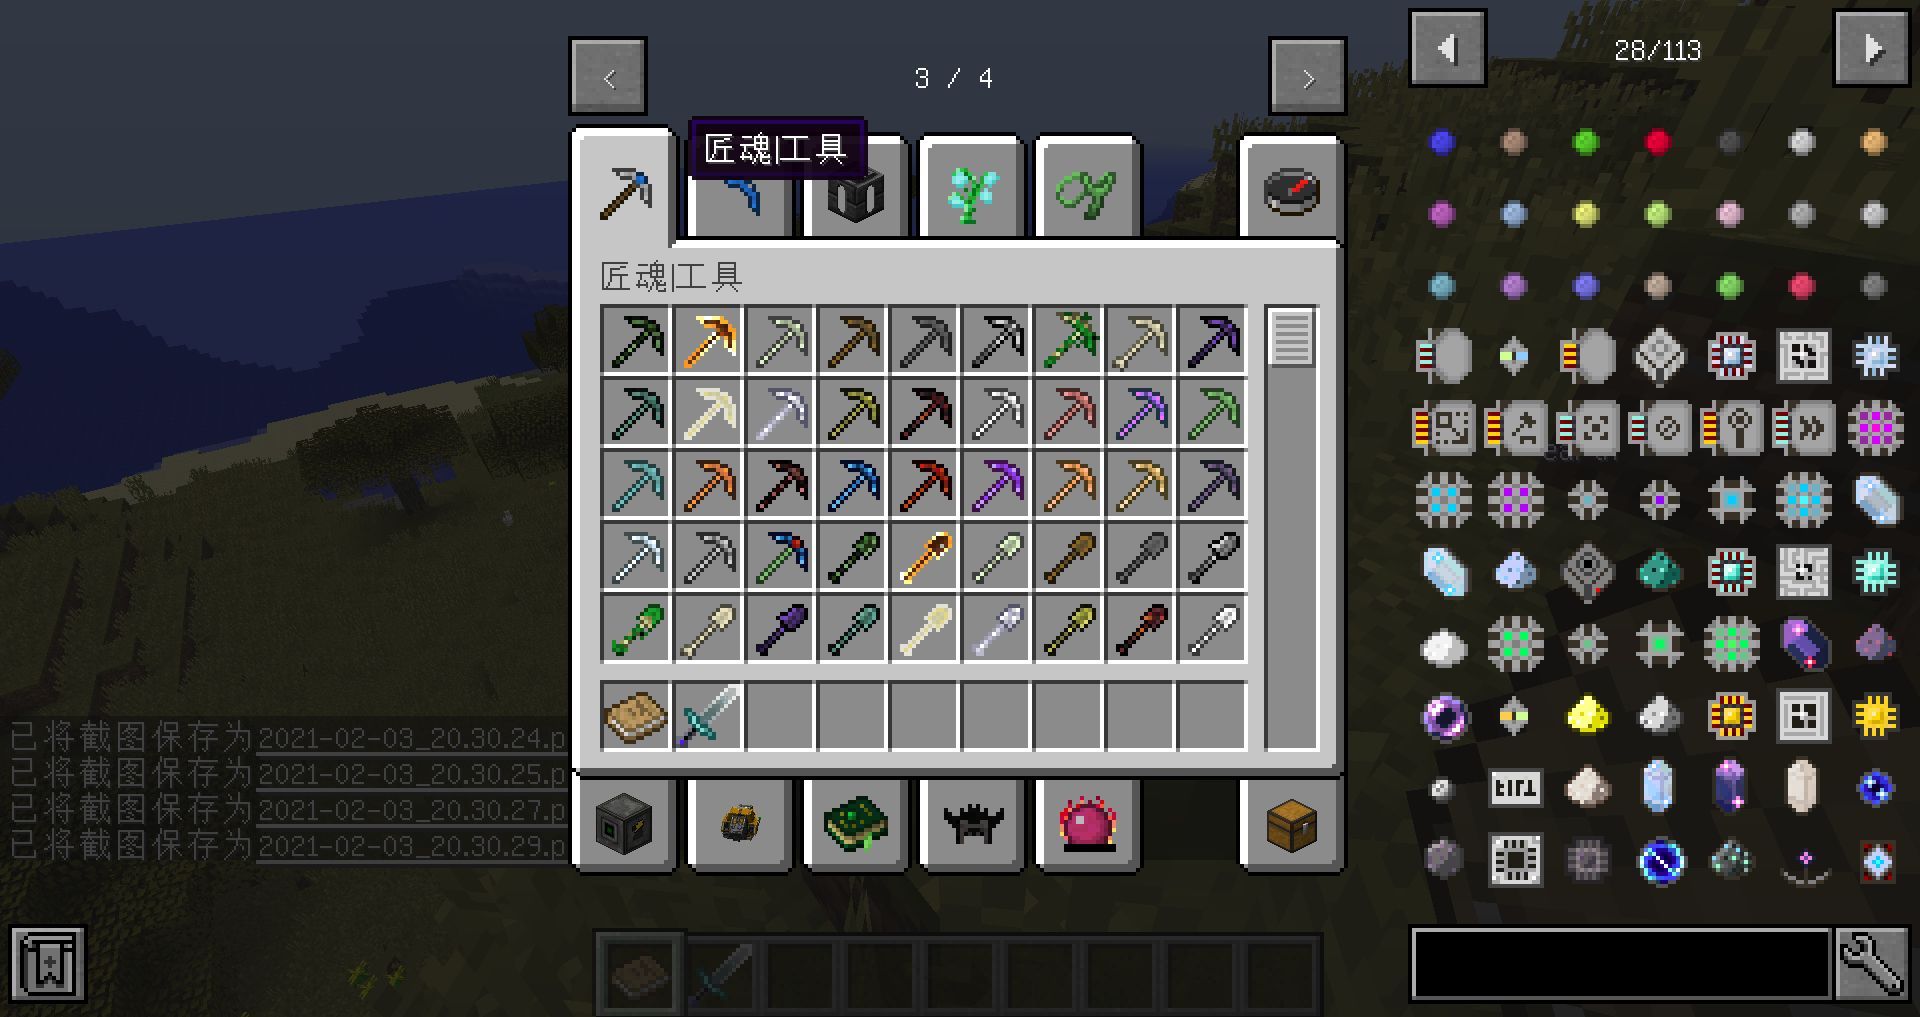 3 / 4
28/113
匠魂|工具
匠魂|工具
已将截图保存为2021-02-03_20.30.24.p
已将截图保存为2021-02-03_20.30.25.p
已将截图保存为2021-02-03_20.30.27.p
已将截图保存为2021-02-03_20.30.29.p